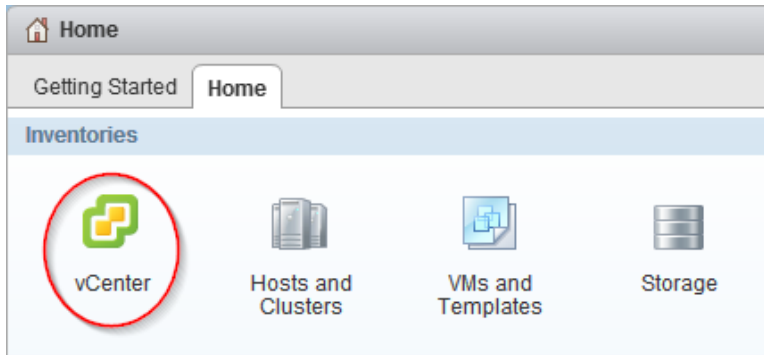 Home
Getting Started Home
Inventories
vCenter Hosts and Clusters VMs and Templates Storage